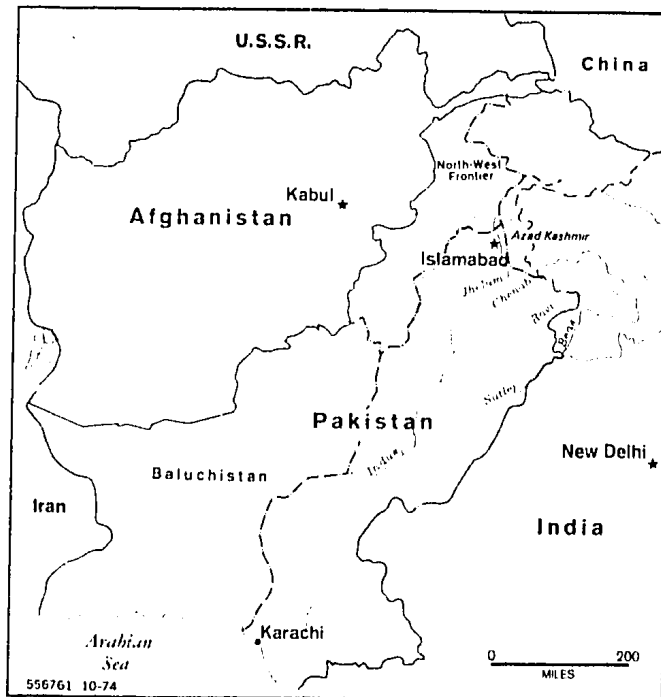 U.S.S.R.
China
North-West
Frontier
Kabul
Afghanistan
Azad Kashmir
Islamabad
Jhelum
Chenab
Ravi
Beas
Sutlej
Pakistan
Indus
New Delhi
Baluchistan
Iran
India
Karachi
Arabian
Sea
0 200
MILES
556761 10-74